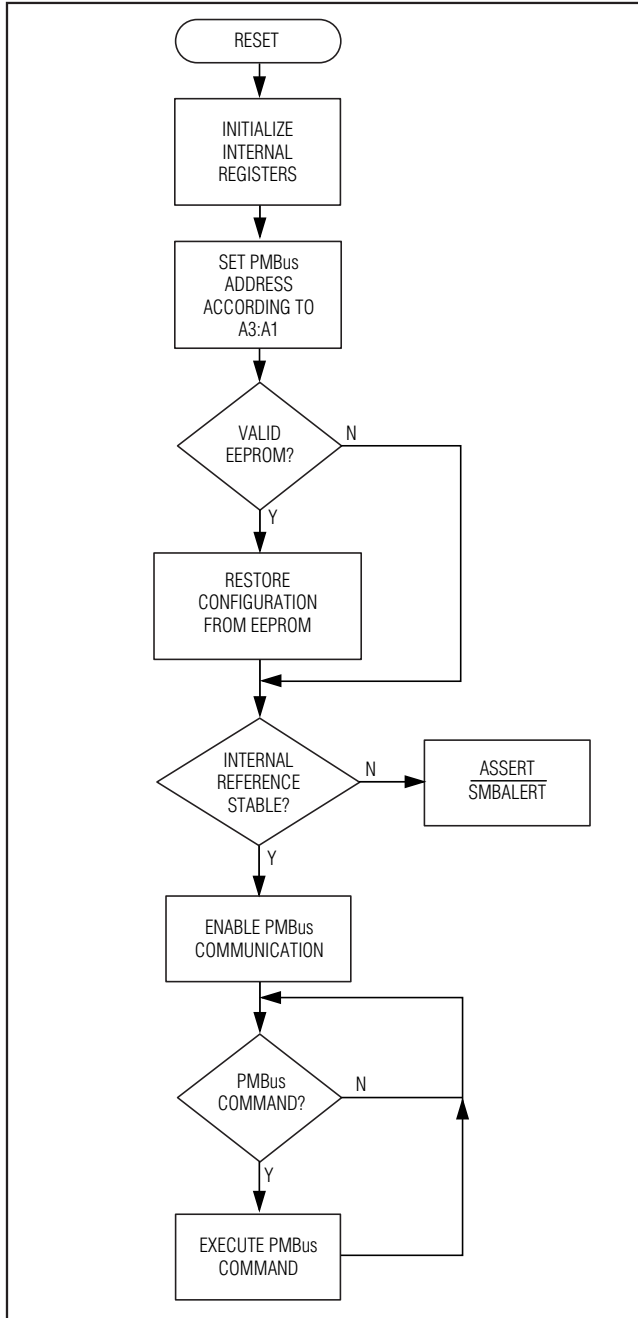 RESET
INITIALIZE
INTERNAL
REGISTERS
SET PMBus
ADDRESS
ACCORDING TO
A3:A1
VALID
EEPROM?
N
Y
RESTORE
CONFIGURATION
FROM EEPROM
INTERNAL
REFERENCE
STABLE?
N
ASSERT
SMBALERT
Y
ENABLE PMBus
COMMUNICATION
PMBus
COMMAND?
N
Y
EXECUTE PMBus
COMMAND